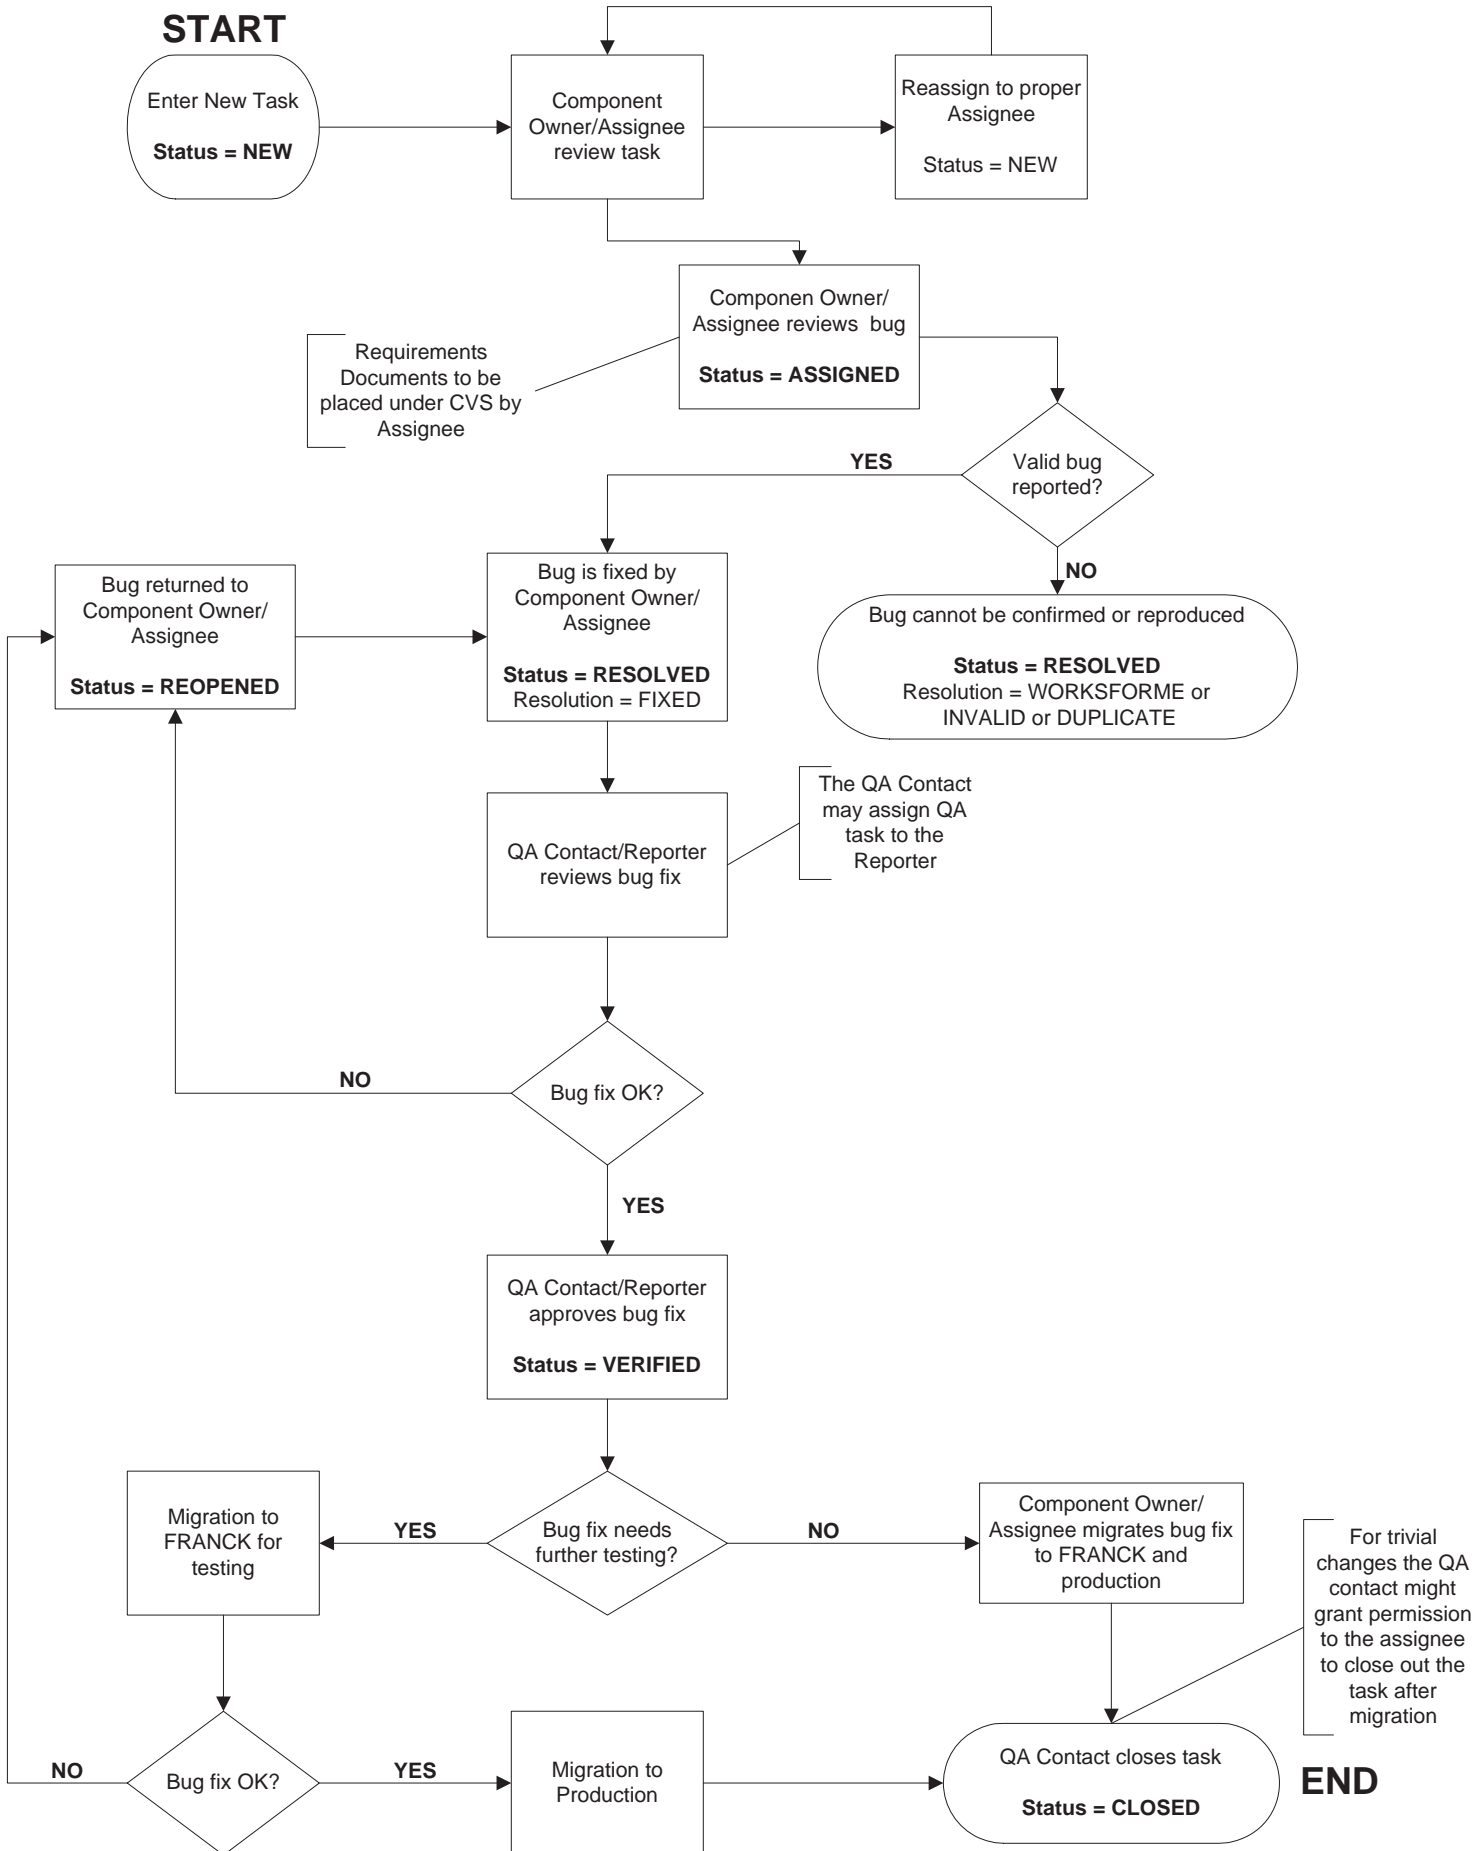 START
Enter New Task
Status = NEW
Component
Owner/Assignee
review task
Reassign to proper
Assignee
Status = NEW
Componen Owner/
Assignee reviews  bug
Status = ASSIGNED
Requirements
Documents to be
placed under CVS by
Assignee
YES
Valid bug
reported?
NO
Bug returned to
Component Owner/
Assignee
Status = REOPENED
Bug is fixed by
Component Owner/
Assignee
Status = RESOLVED
Resolution = FIXED
Bug cannot be confirmed or reproduced
Status = RESOLVED
Resolution = WORKSFORME or
INVALID or DUPLICATE
The QA Contact
may assign QA
task to the
Reporter
QA Contact/Reporter
reviews bug fix
NO
Bug fix OK?
YES
QA Contact/Reporter
approves bug fix
Status = VERIFIED
Migration to
FRANCK for
testing
YES
Bug fix needs
further testing?
NO
Component Owner/
Assignee migrates bug fix
to FRANCK and
production
For trivial
changes the QA
contact might
grant permission
to the assignee
to close out the
task after
migration
NO
Bug fix OK?
YES
Migration to
Production
QA Contact closes task
Status = CLOSED
END